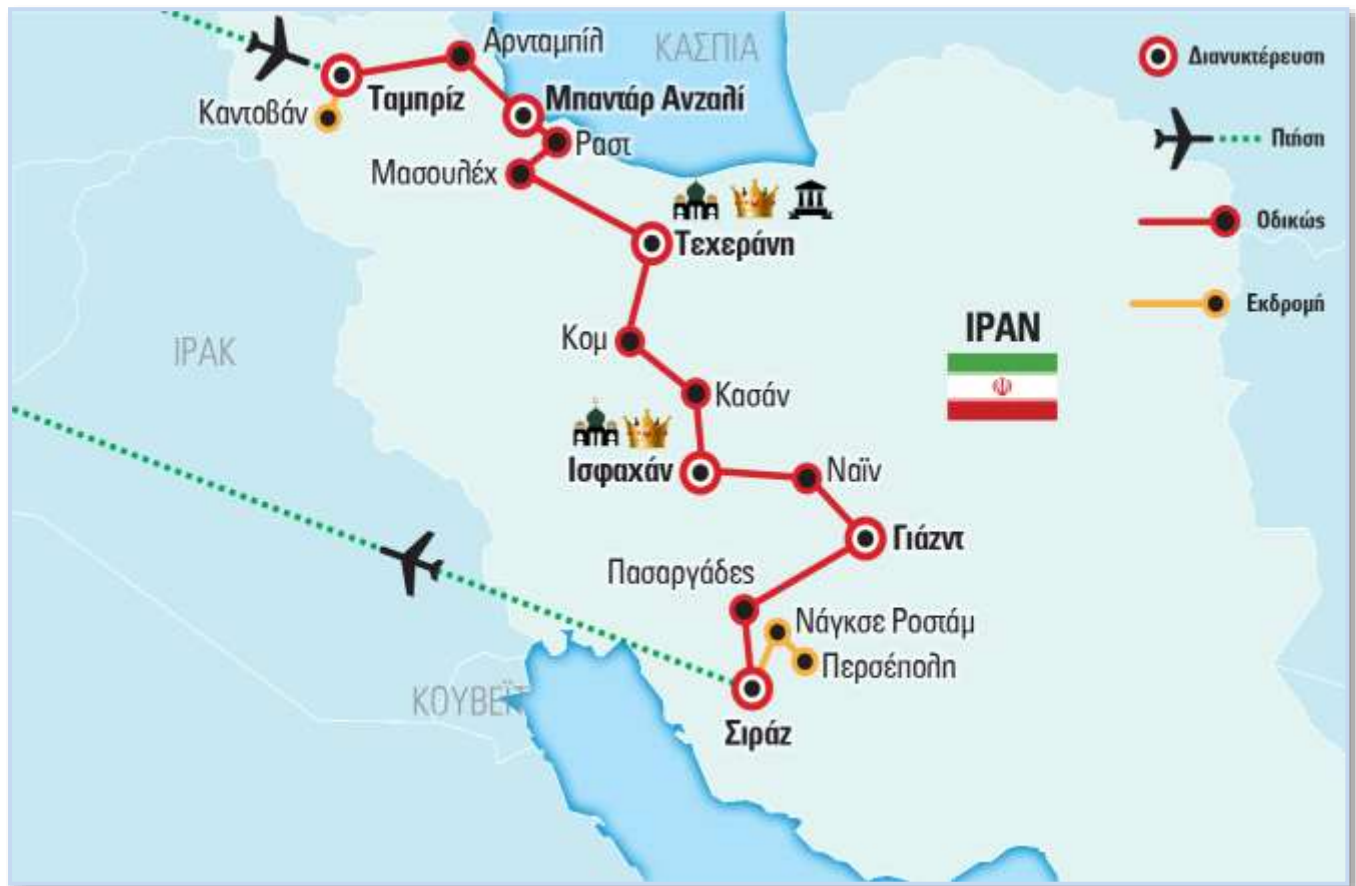 Αρνταμπίλ
ΚΑΣΠΙΑ
Διανυκτέρευση
Ταμπρίζ
Μπαντάρ Ανζαλί
Καντοβάν
Ραστ
Πτήση
Μασουλέχ
Τεχεράνη
Οδικώς
Εκδρομή
ΙΡΑΝ
ΙΡΑΚ
Κομ
Κασάν
Ισφαχάν
Ναΐν
Γιάζντ
Πασαργάδες
Νάγκσε Ροστάμ
Περσέπολη
ΚΟΥΒΕΪΤ
Σιράζ